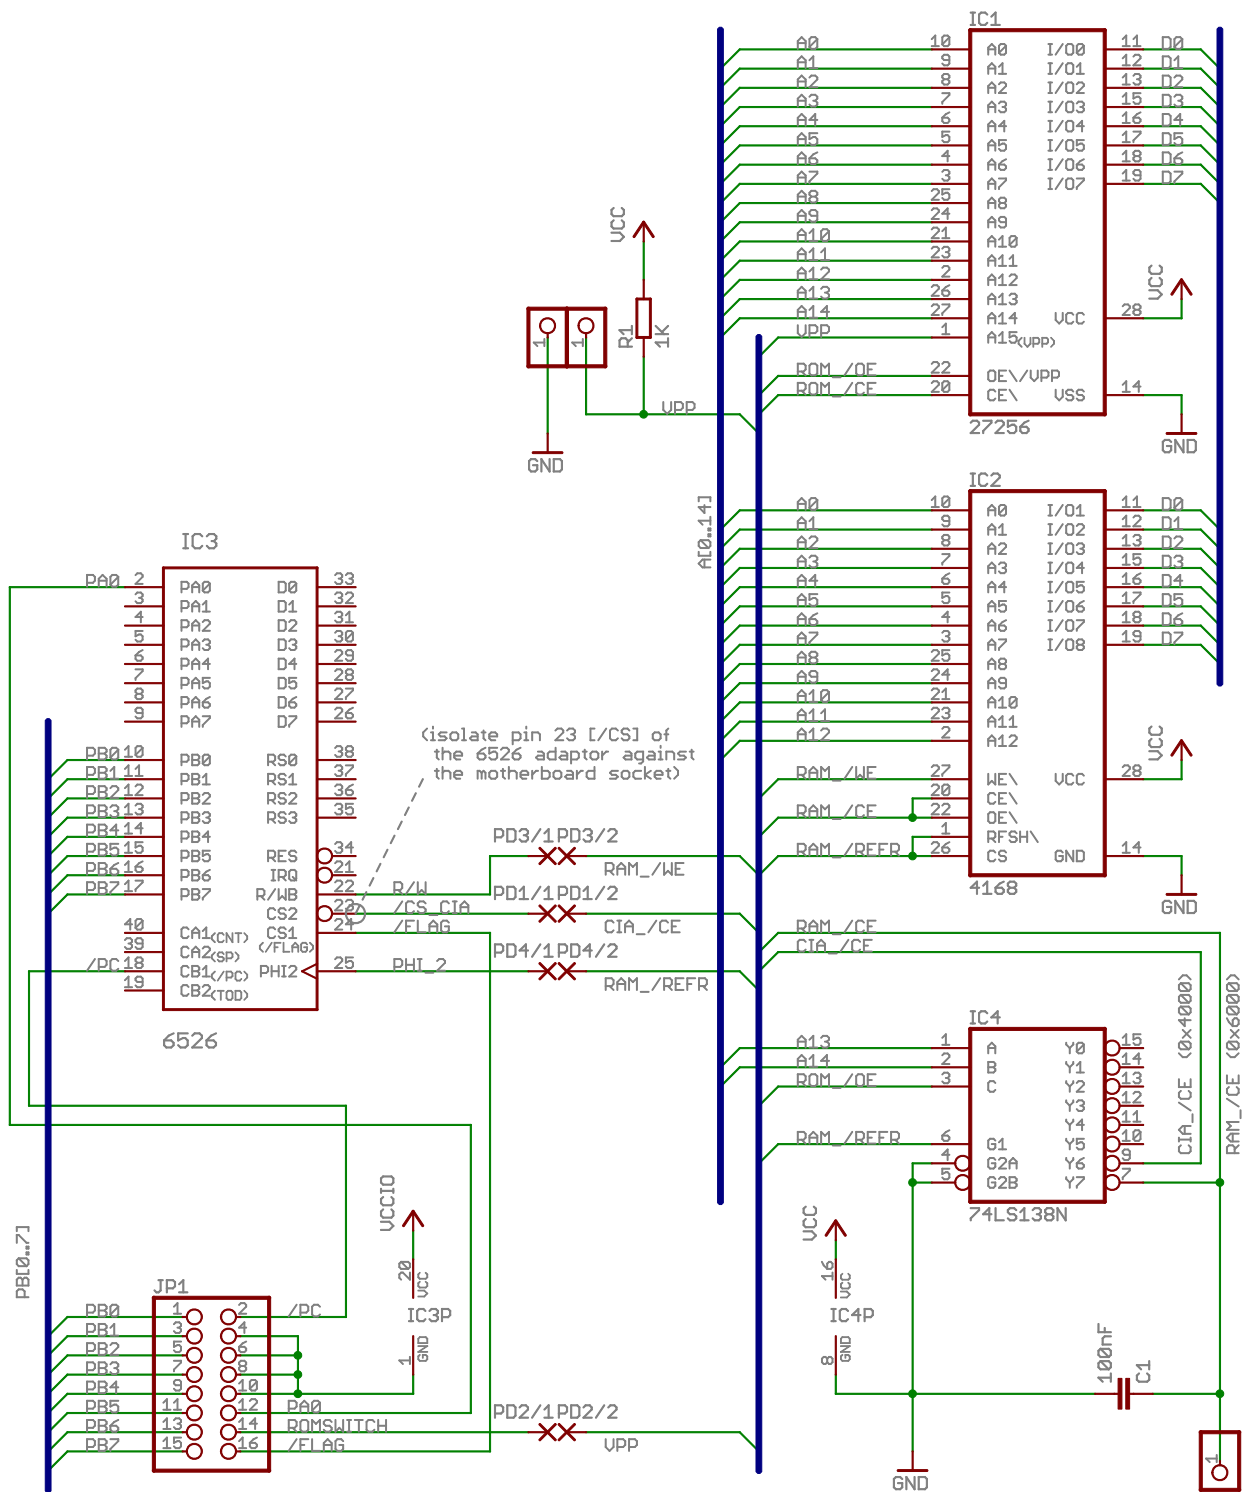 IC1
A0 10 A0 I/O0 11 D0
A1 9 A1 I/O1 12 D1
A2 8 A2 I/O2 13 D2
A3 7 A3 I/O3 15 D3
A4 6 A4 I/O4 16 D4
A5 5 A5 I/O5 17 D5
A6 4 A6 I/O6 18 D6
A7 3 A7 I/O7 19 D7
A8 25 A8
A9 24 A9
A10 21 A10
A11 23 A11
A12 2 A12
A13 26 A13
A14 27 A14 VCC 28
VPP 1 A15(VPP)
ROM_/OE 22 OE\/VPP
ROM_/CE 20 CE\ VSS 14
27256
VCC
GND
VCC
R1
1K
1
1
VPP
GND
IC2
A[0..14]
A0 10 A0 I/O1 11 D0
A1 9 A1 I/O2 12 D1
A2 8 A2 I/O3 13 D2
A3 7 A3 I/O4 15 D3
A4 6 A4 I/O5 16 D4
A5 5 A5 I/O6 17 D5
A6 4 A6 I/O7 18 D6
A7 3 A7 I/O8 19 D7
A8 25 A8
A9 24 A9
A10 21 A10
A11 23 A11
A12 2 A12
RAM_/WE 27 WE\ VCC 28
20 CE\
RAM_/CE 22 OE\
1 RFSH\
RAM_/REFR 26 CS GND 14
4168
VCC
GND
IC3
PA0 2 PA0 D0 33
3 PA1 D1 32
4 PA2 D2 31
5 PA3 D3 30
6 PA4 D4 29
7 PA5 D5 28
8 PA6 D6 27
9 PA7 D7 26
PB0 10 PB0 RS0 38
PB1 11 PB1 RS1 37
PB2 12 PB2 RS2 36
PB3 13 PB3 RS3 35
PB4 14 PB4
PB5 15 PB5 RES 34
PB6 16 PB6 IRQ 21
PB7 17 PB7 R/WB 22 R/W
CS2 23 /CS_CIA
40 CA1(CNT) CS1 24 /FLAG
39 CA2(SP) (/FLAG)
/PC 18 CB1(/PC) PHI2 25 PHI_2
19 CB2(TOD)
6526
(isolate pin 23 [/CS] of
the 6526 adaptor against
the motherboard socket)
PD3/1 PD3/2
RAM_/WE
PD1/1 PD1/2
CIA_/CE
PD4/1 PD4/2
RAM_/REFR
RAM_/CE
CIA_/CE
CIA_/CE (0x4000)
RAM_/CE (0x6000)
IC4
A13 1 A Y0 15
A14 2 B Y1 14
ROM_/OE 3 C Y2 13
Y3 12
Y4 11
RAM_/REFR 6 G1 Y5 10
4 G2A Y6 9
5 G2B Y7 7
74LS138N
PB[0..7]
VCCIO
20
VCC
IC3P
1
GND
VCC
16
VCC
IC4P
8
GND
100nF
C1
JP1
PB0 1 2 /PC
PB1 3 4
PB2 5 6
PB3 7 8
PB4 9 10
PB5 11 12 PA0
PB6 13 14 ROMSWITCH
PB7 15 16 /FLAG
PD2/1 PD2/2
VPP
GND
1